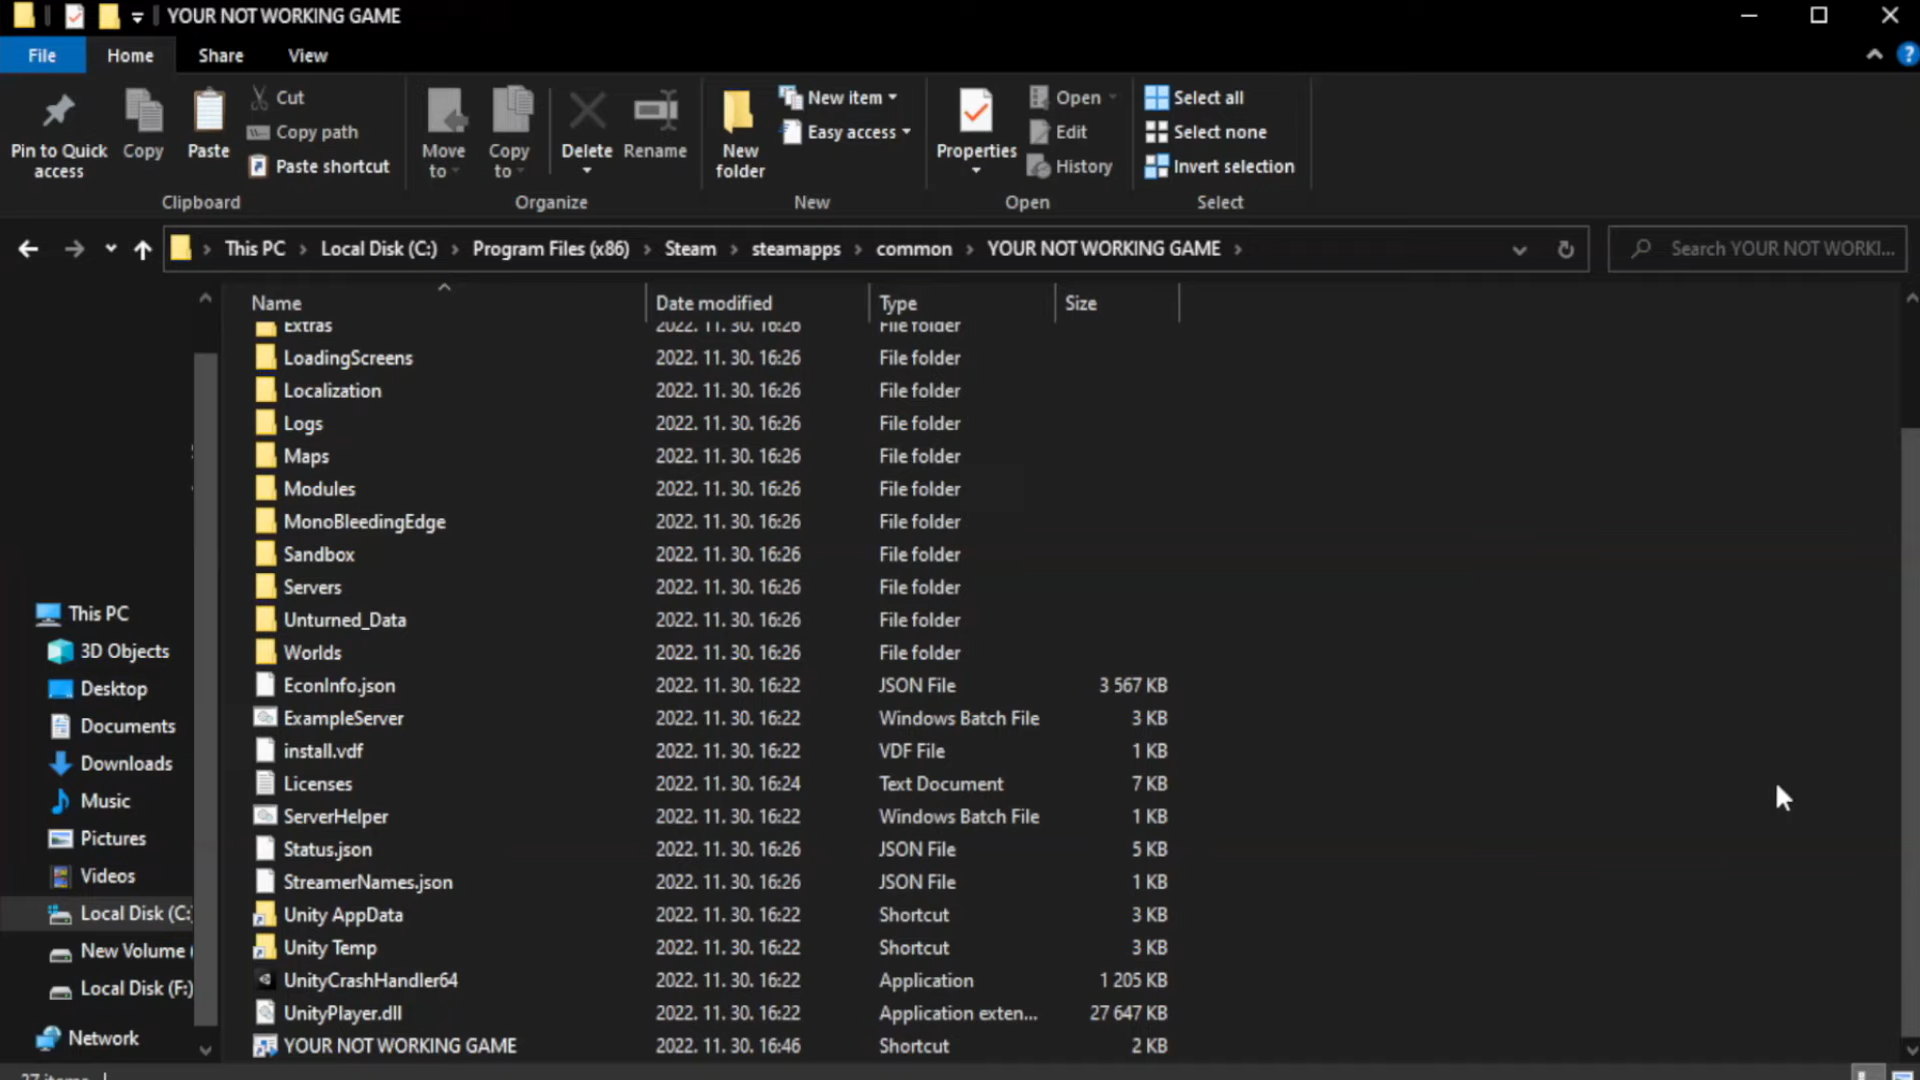 YOUR NOT WORKING GAME
File Home Share View
Pin to Quick access
Copy
Paste
Cut
Copy path
Paste shortcut
Clipboard
Move to
Copy to
Delete
Rename
Organize
New folder
New item
Easy access
New
Properties
Open
Edit
History
Open
Select all
Select none
Invert selection
Select
This PC Local Disk (C:) Program Files (x86) Steam steamapps common YOUR NOT WORKING GAME
Search YOUR NOT WORKI...
Name Date modified Type Size
Extras 2022. 11. 30. 16:26 File folder
LoadingScreens 2022. 11. 30. 16:26 File folder
Localization 2022. 11. 30. 16:26 File folder
Logs 2022. 11. 30. 16:26 File folder
Maps 2022. 11. 30. 16:26 File folder
Modules 2022. 11. 30. 16:26 File folder
MonoBleedingEdge 2022. 11. 30. 16:26 File folder
Sandbox 2022. 11. 30. 16:26 File folder
Servers 2022. 11. 30. 16:26 File folder
Unturned_Data 2022. 11. 30. 16:26 File folder
Worlds 2022. 11. 30. 16:26 File folder
EconInfo.json 2022. 11. 30. 16:22 JSON File 3 567 KB
ExampleServer 2022. 11. 30. 16:22 Windows Batch File 3 KB
install.vdf 2022. 11. 30. 16:22 VDF File 1 KB
Licenses 2022. 11. 30. 16:24 Text Document 7 KB
ServerHelper 2022. 11. 30. 16:22 Windows Batch File 1 KB
Status.json 2022. 11. 30. 16:26 JSON File 5 KB
StreamerNames.json 2022. 11. 30. 16:26 JSON File 1 KB
Unity AppData 2022. 11. 30. 16:22 Shortcut 3 KB
Unity Temp 2022. 11. 30. 16:22 Shortcut 3 KB
UnityCrashHandler64 2022. 11. 30. 16:22 Application 1 205 KB
UnityPlayer.dll 2022. 11. 30. 16:22 Application exten... 27 647 KB
YOUR NOT WORKING GAME 2022. 11. 30. 16:46 Shortcut 2 KB
This PC
3D Objects
Desktop
Documents
Downloads
Music
Pictures
Videos
Local Disk (C:)
New Volume (
Local Disk (F:)
Network